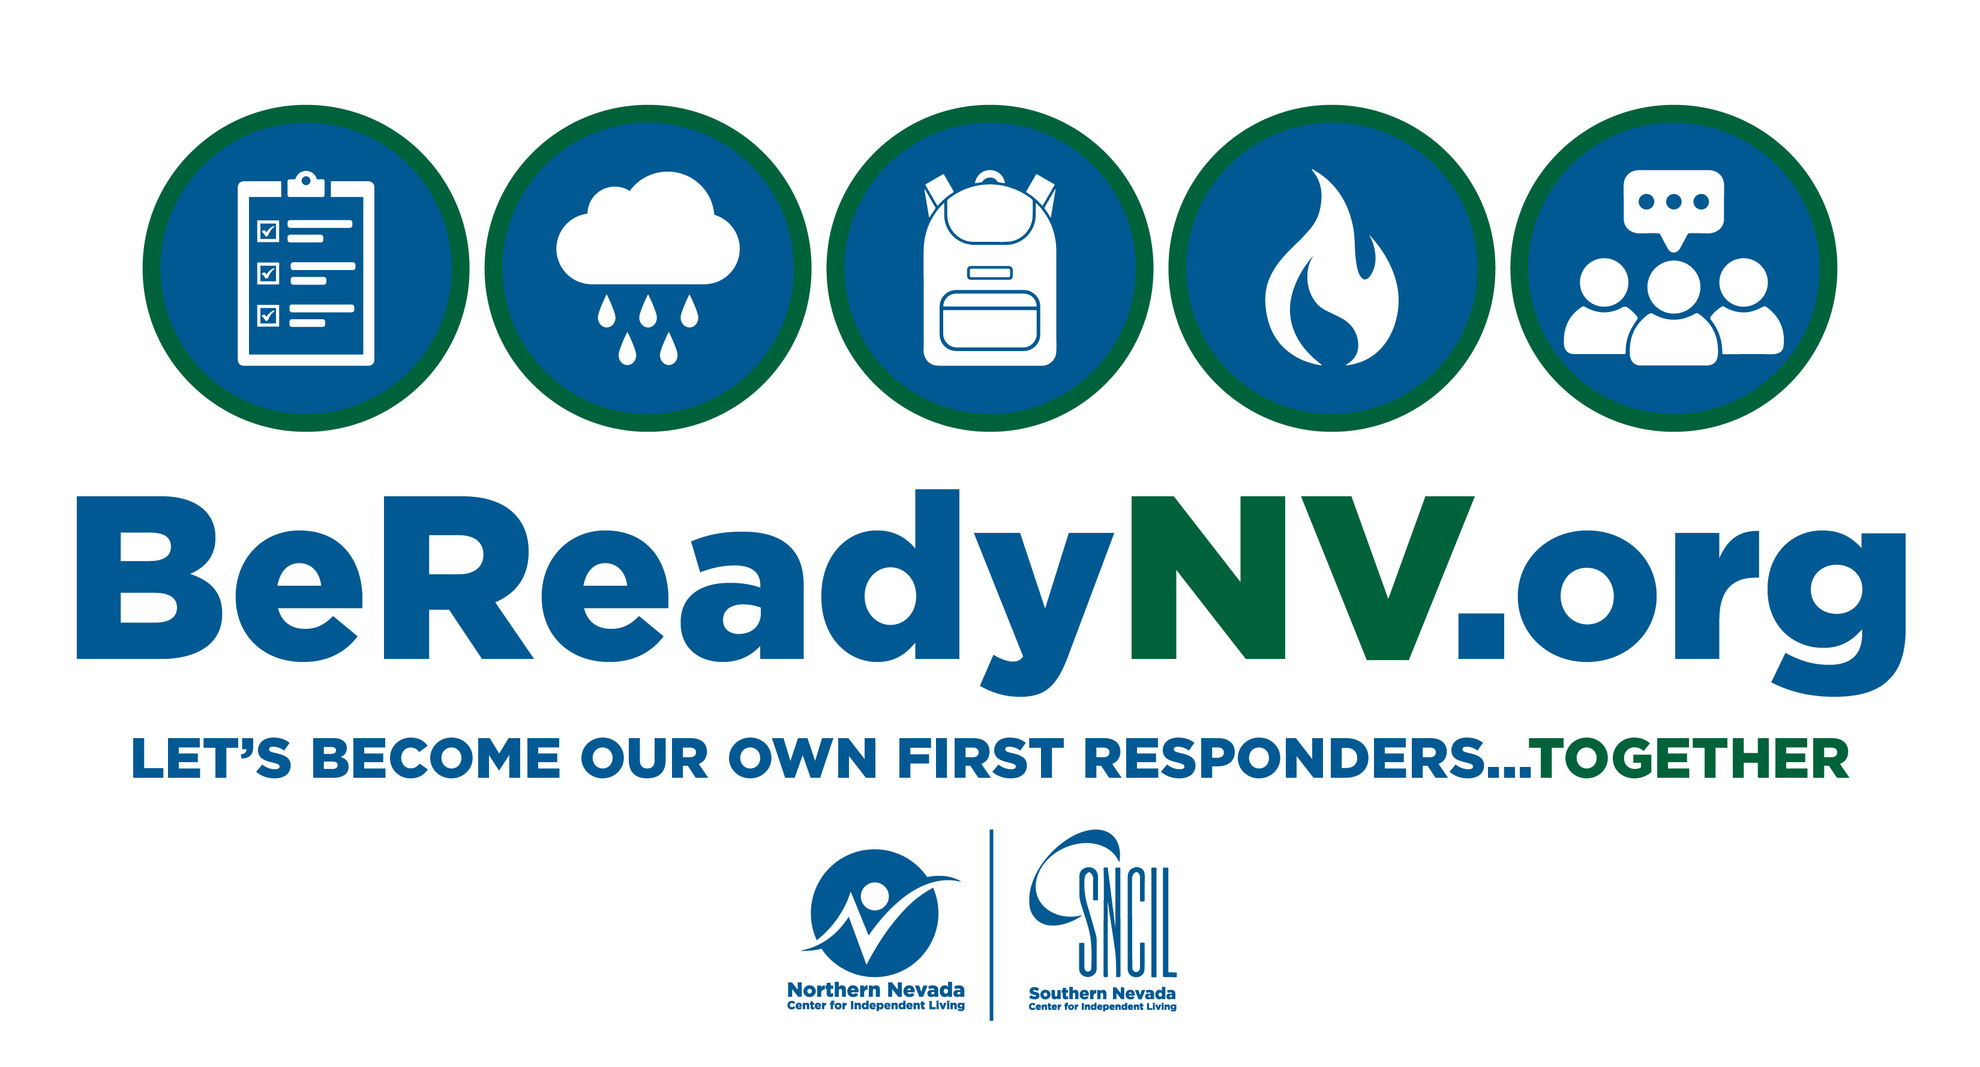 BeReadyNV.org
LET'S BECOME OUR OWN FIRST RESPONDERS...TOGETHER
Northern Nevada
Center for Independent Living
SNCIL
Southern Nevada
Center for Independent Living